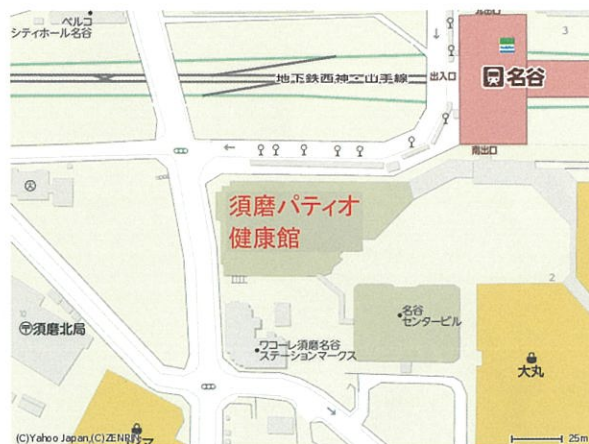 ベルコ
シティホール名谷
3
地下鉄西神・山手線
出入口
名谷
南出口
須磨パティオ
健康館
2
名谷
センタービル
〒須磨北局
ワコーレ須磨名谷
ステーションマークス
大丸
(C)Yahoo Japan,(C)ZENRIN
25m